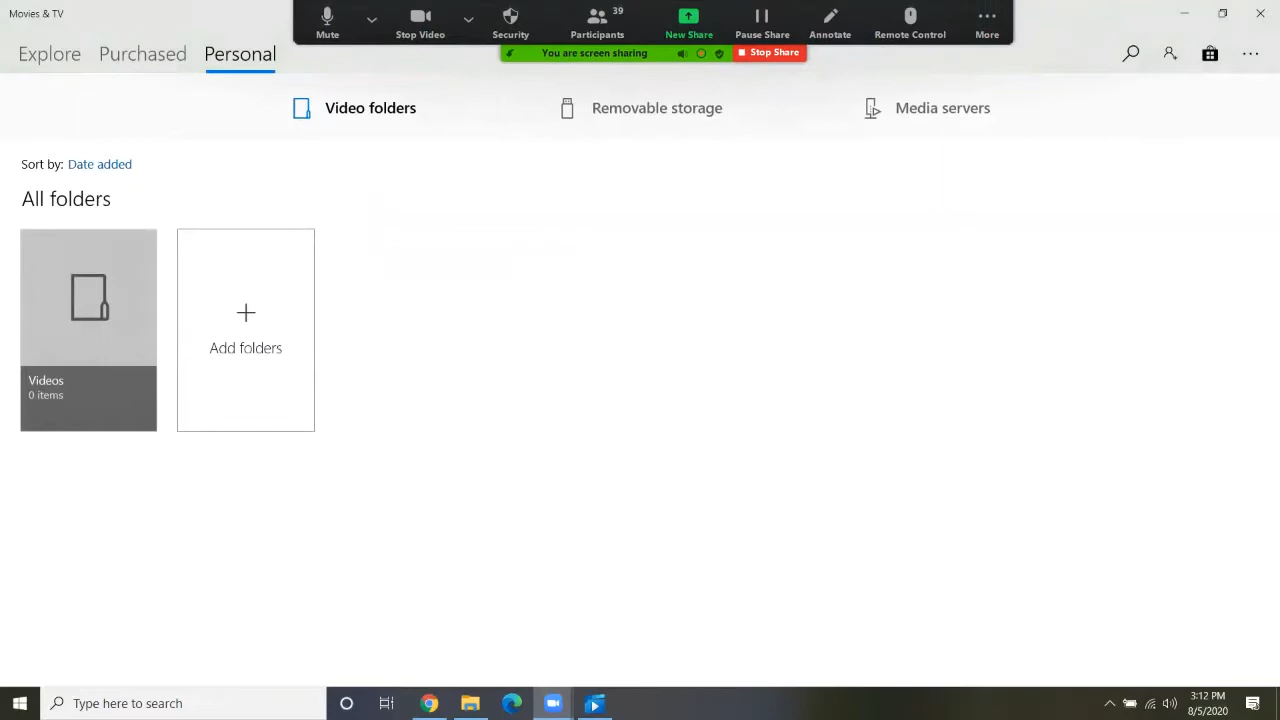 Movies & TV
39
Mute
Stop Video
Security
Participants
New Share
Pause Share
Annotate
Remote Control
More
You are screen sharing
Stop Share
Explore
Purchased
Personal
Video folders
Removable storage
Media servers
Sort by: Date added
All folders
Videos
0 items
Add folders
Type here to search
3:12 PM
8/5/2020